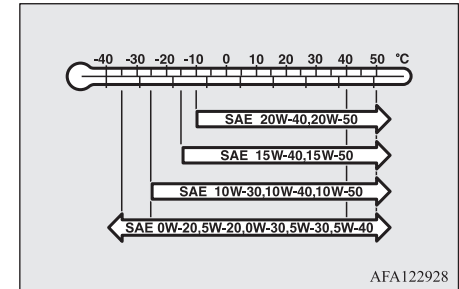 -40 -30 -20 -10 0 10 20 30 40 50 °C
SAE 20W-40,20W-50
SAE 15W-40,15W-50
SAE 10W-30,10W-40,10W-50
SAE 0W-20,5W-20,0W-30,5W-30,5W-40
AFA122928